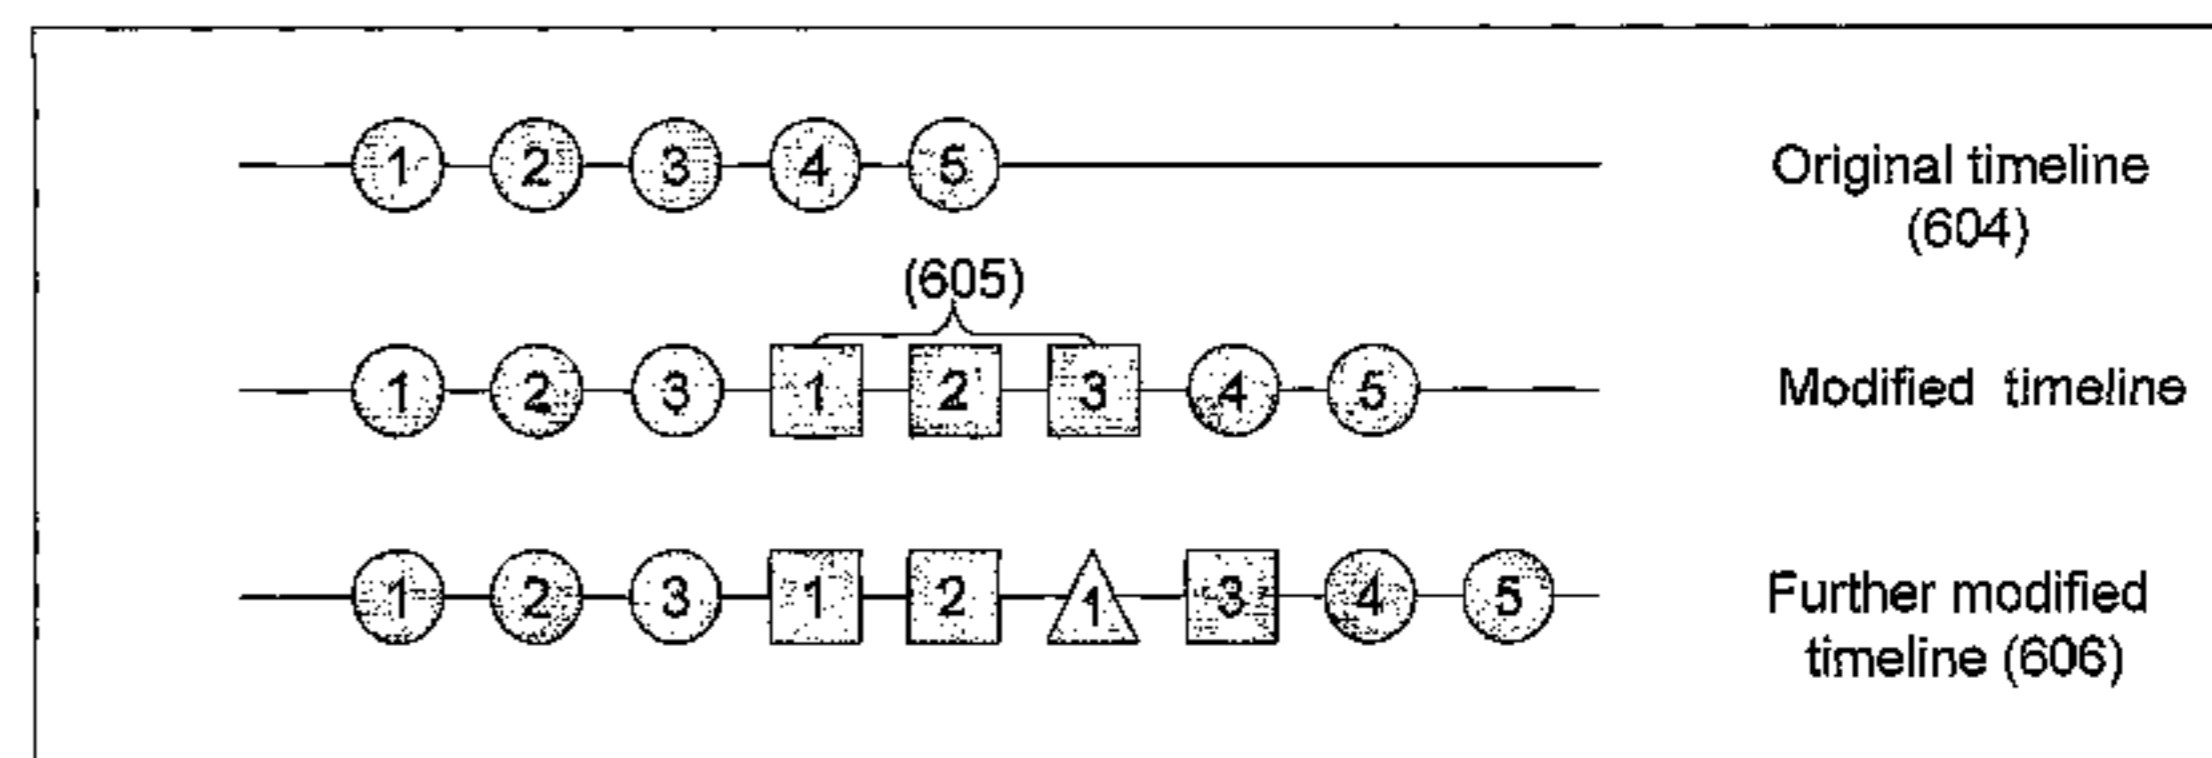 1 2 3 4 5 Original timeline
(604)
(605)
1 2 3 1 2 3 4 5 Modified timeline
1 2 3 1 2 1 3 4 5 Further modified
timeline (606)